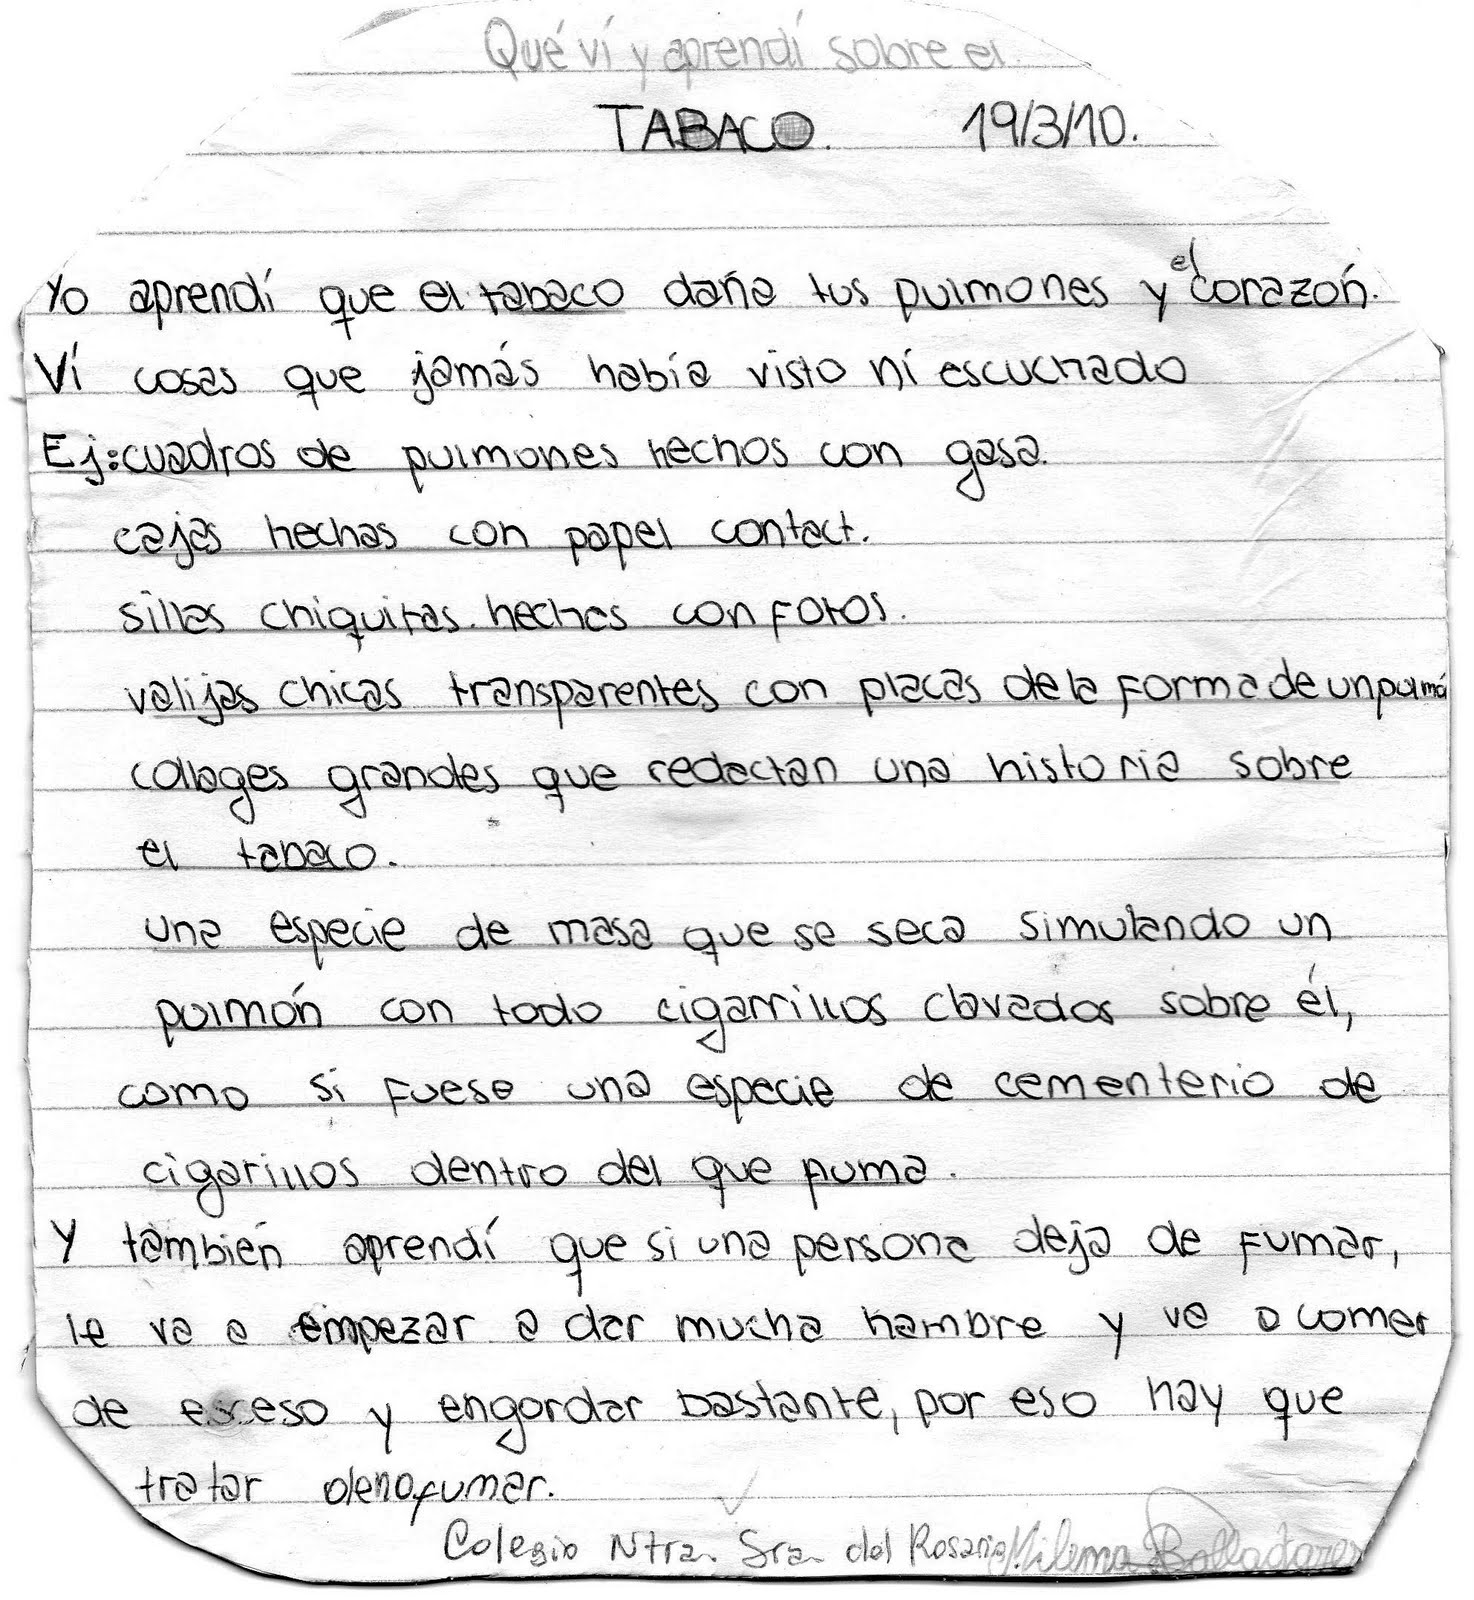 Qué ví y aprendí sobre el
TABACO. 19/3/10.
Yo aprendí que el tabaco daña tus pulmones y el corazón.
Ví cosas que jamás había visto ni escuchado
Ej: cuadros de pulmones hechos con gasa.
cajas hechas con papel contact.
sillas chiquitas hechas con fotos.
valijas chicas transparentes con placas de la forma de un pulmó
collages grandes que redactan una historia sobre
el tabaco.
una especie de masa que se seca simulando un
pulmón con todo cigarrillos clavados sobre él,
como si fuese una especie de cementerio de
cigarillos dentro del que fuma.
Y también aprendí que si una persona deja de fumar,
le va a empezar a dar mucha hambre y va a comer
de exceso y engordar bastante, por eso hay que
tratar de no fumar.
Colegio Ntra. Sra. del Rosario. Milena Balladares